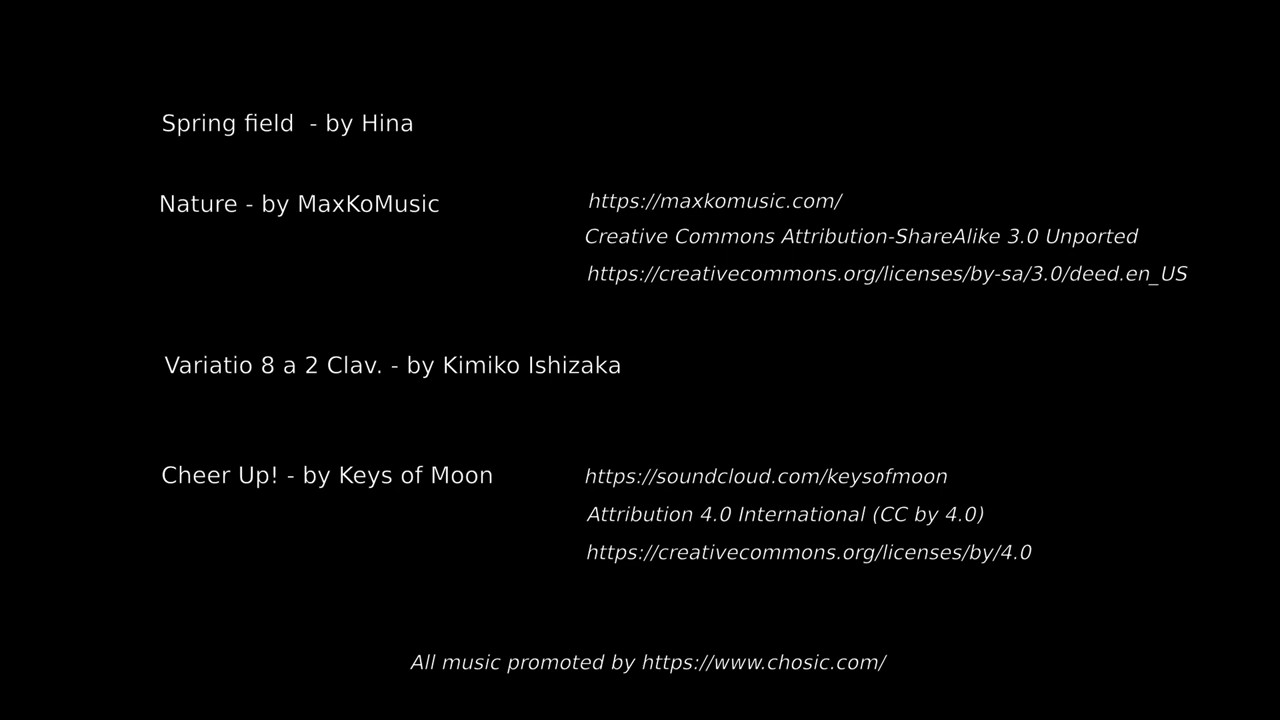 Spring field  - by Hina
Nature - by MaxKoMusic
https://maxkomusic.com/
Creative Commons Attribution-ShareAlike 3.0 Unported
https://creativecommons.org/licenses/by-sa/3.0/deed.en_US
Variatio 8 a 2 Clav. - by Kimiko Ishizaka
Cheer Up! - by Keys of Moon
https://soundcloud.com/keysofmoon
Attribution 4.0 International (CC by 4.0)
https://creativecommons.org/licenses/by/4.0
All music promoted by https://www.chosic.com/